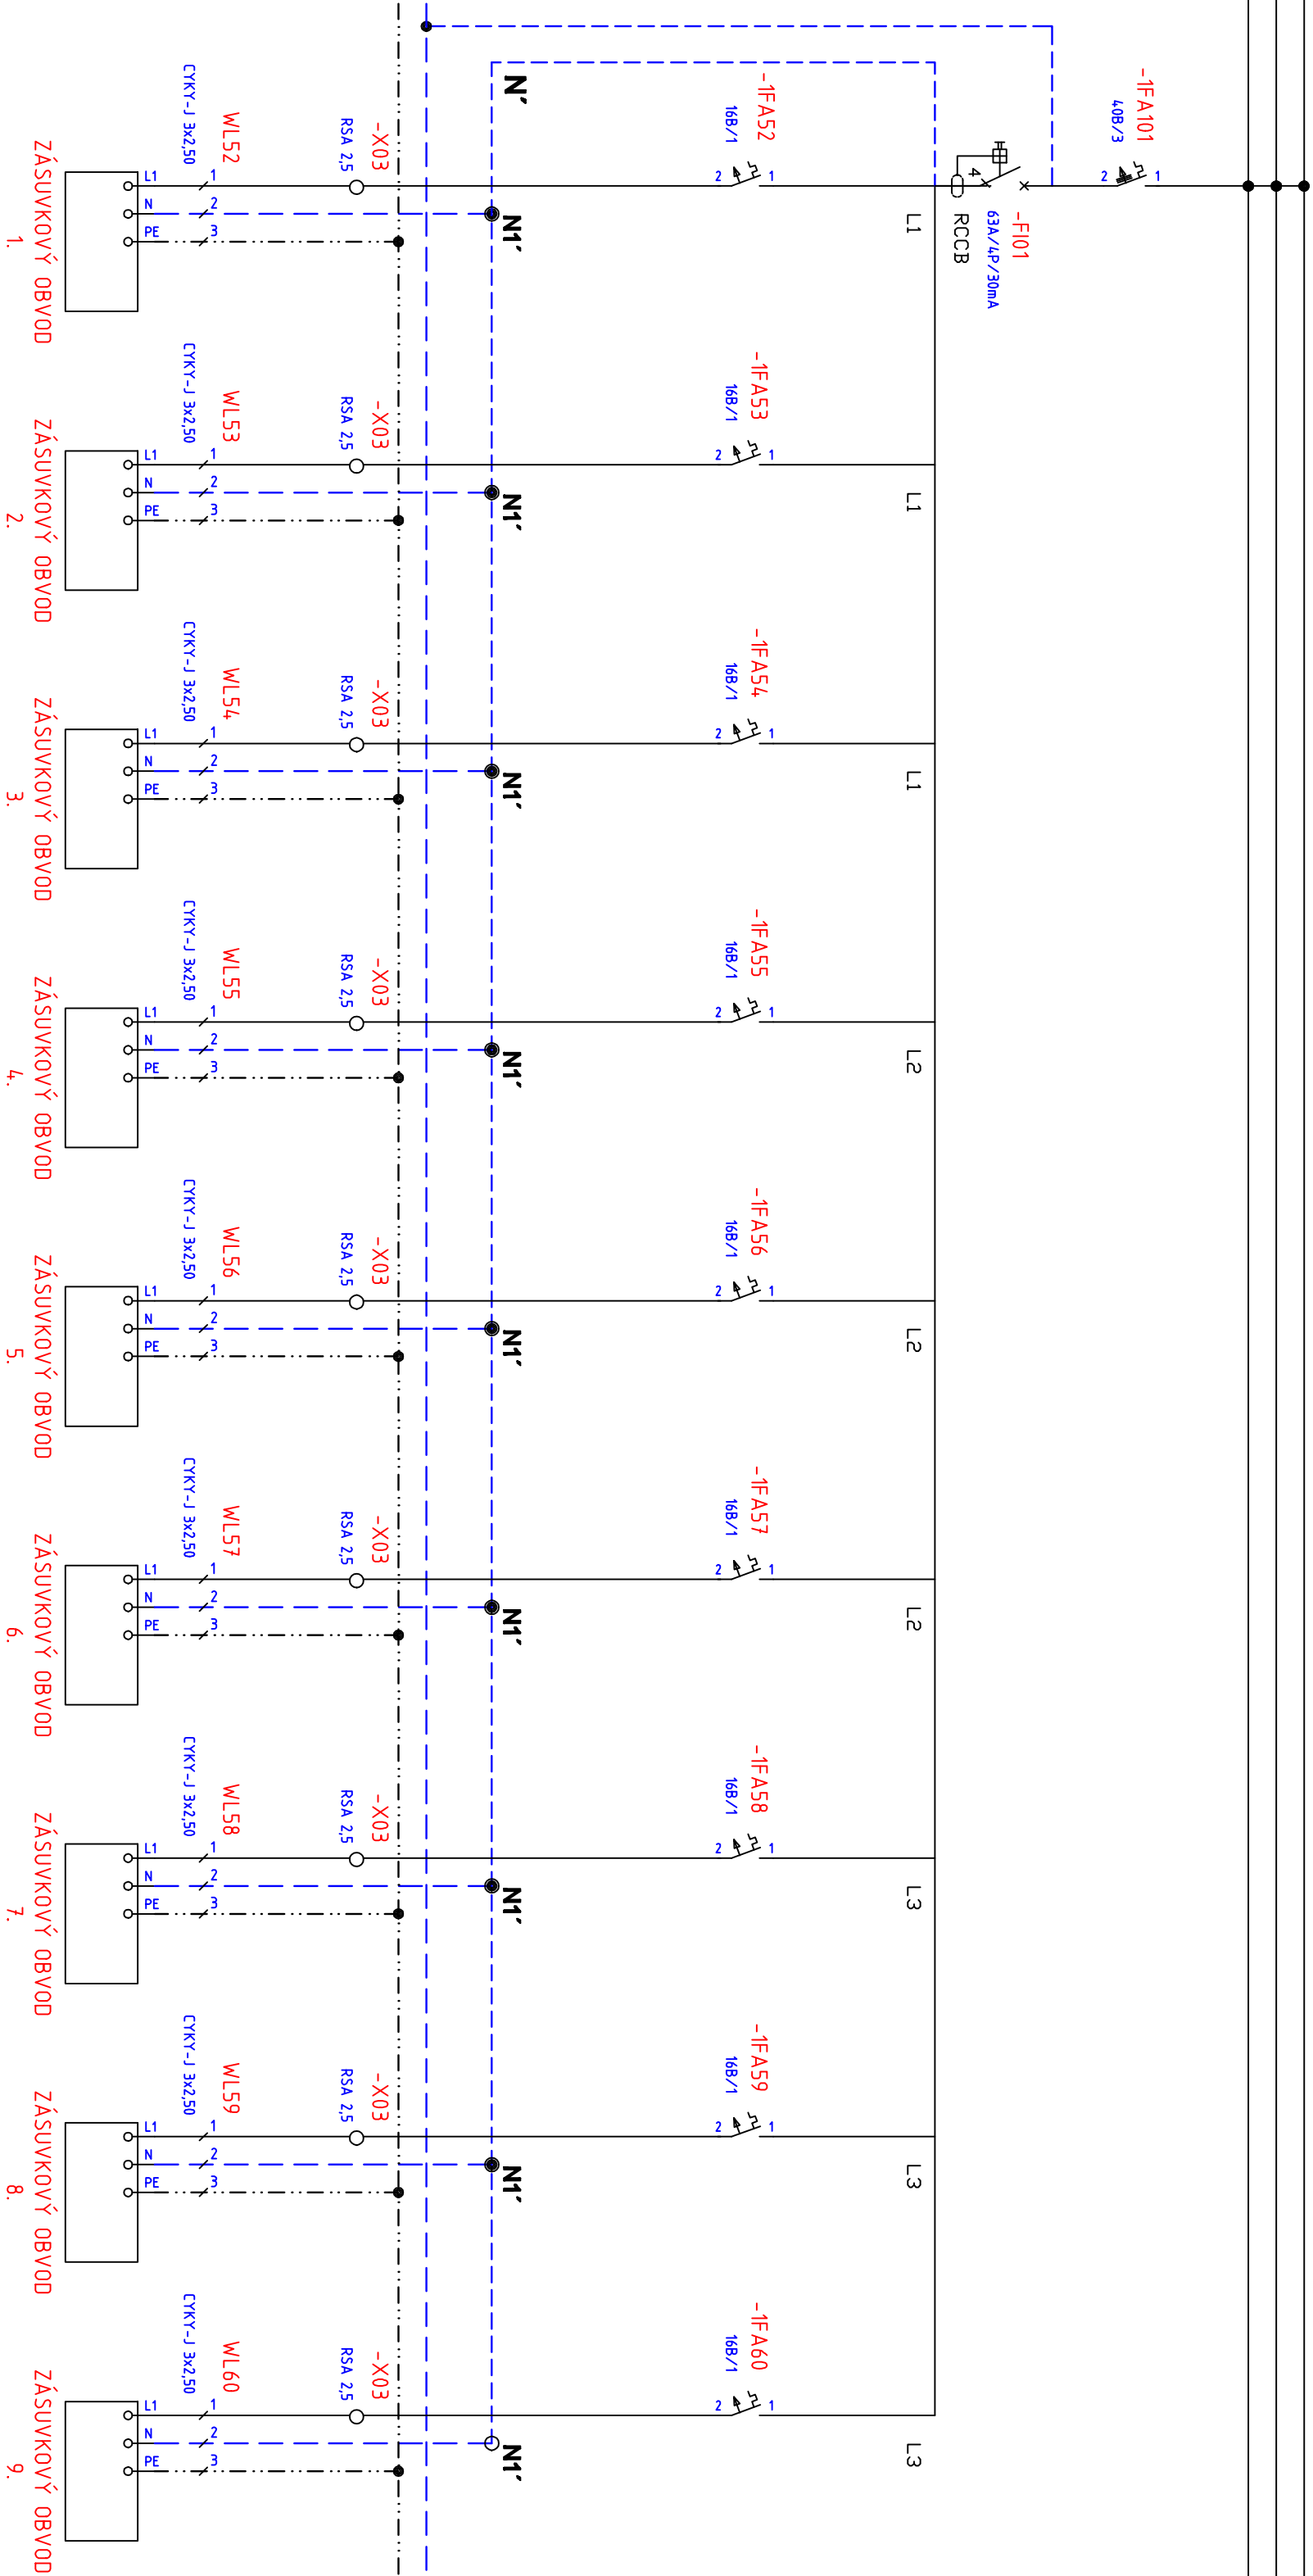 -1FA101
40B/3
2
1
-FI01
63A/4P/30mA
4
RCCB
N´
L1
-1FA52
16B/1
2
1
N1´
-X03
RSA 2,5
WL52
CYKY-J 3x2,50
1
2
3
L1
N
PE
ZÁSUVKOVÝ OBVOD
1.
L1
-1FA53
16B/1
2
1
N1´
-X03
RSA 2,5
WL53
CYKY-J 3x2,50
1
2
3
L1
N
PE
ZÁSUVKOVÝ OBVOD
2.
L1
-1FA54
16B/1
2
1
N1´
-X03
RSA 2,5
WL54
CYKY-J 3x2,50
1
2
3
L1
N
PE
ZÁSUVKOVÝ OBVOD
3.
L2
-1FA55
16B/1
2
1
N1´
-X03
RSA 2,5
WL55
CYKY-J 3x2,50
1
2
3
L1
N
PE
ZÁSUVKOVÝ OBVOD
4.
L2
-1FA56
16B/1
2
1
N1´
-X03
RSA 2,5
WL56
CYKY-J 3x2,50
1
2
3
L1
N
PE
ZÁSUVKOVÝ OBVOD
5.
L2
-1FA57
16B/1
2
1
N1´
-X03
RSA 2,5
WL57
CYKY-J 3x2,50
1
2
3
L1
N
PE
ZÁSUVKOVÝ OBVOD
6.
L3
-1FA58
16B/1
2
1
N1´
-X03
RSA 2,5
WL58
CYKY-J 3x2,50
1
2
3
L1
N
PE
ZÁSUVKOVÝ OBVOD
7.
L3
-1FA59
16B/1
2
1
N1´
-X03
RSA 2,5
WL59
CYKY-J 3x2,50
1
2
3
L1
N
PE
ZÁSUVKOVÝ OBVOD
8.
L3
-1FA60
16B/1
2
1
N1´
-X03
RSA 2,5
WL60
CYKY-J 3x2,50
1
2
3
L1
N
PE
ZÁSUVKOVÝ OBVOD
9.